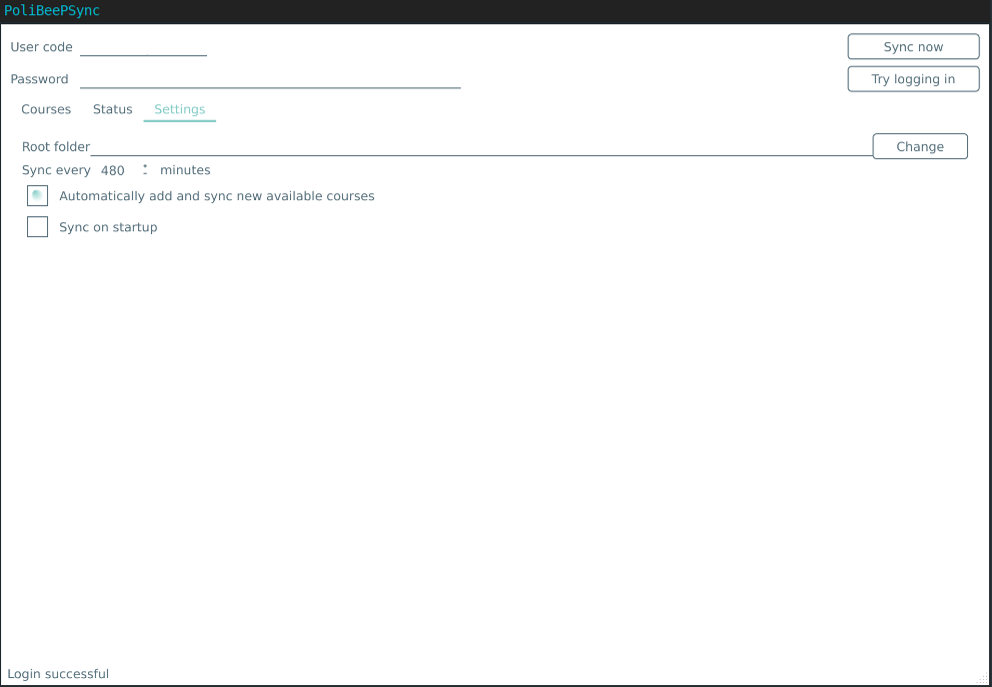 PoliBeePSync
User code
Sync now
Password
Try logging in
Courses Status Settings
Root folder
Change
Sync every 480 minutes
Automatically add and sync new available courses
Sync on startup
Login successful